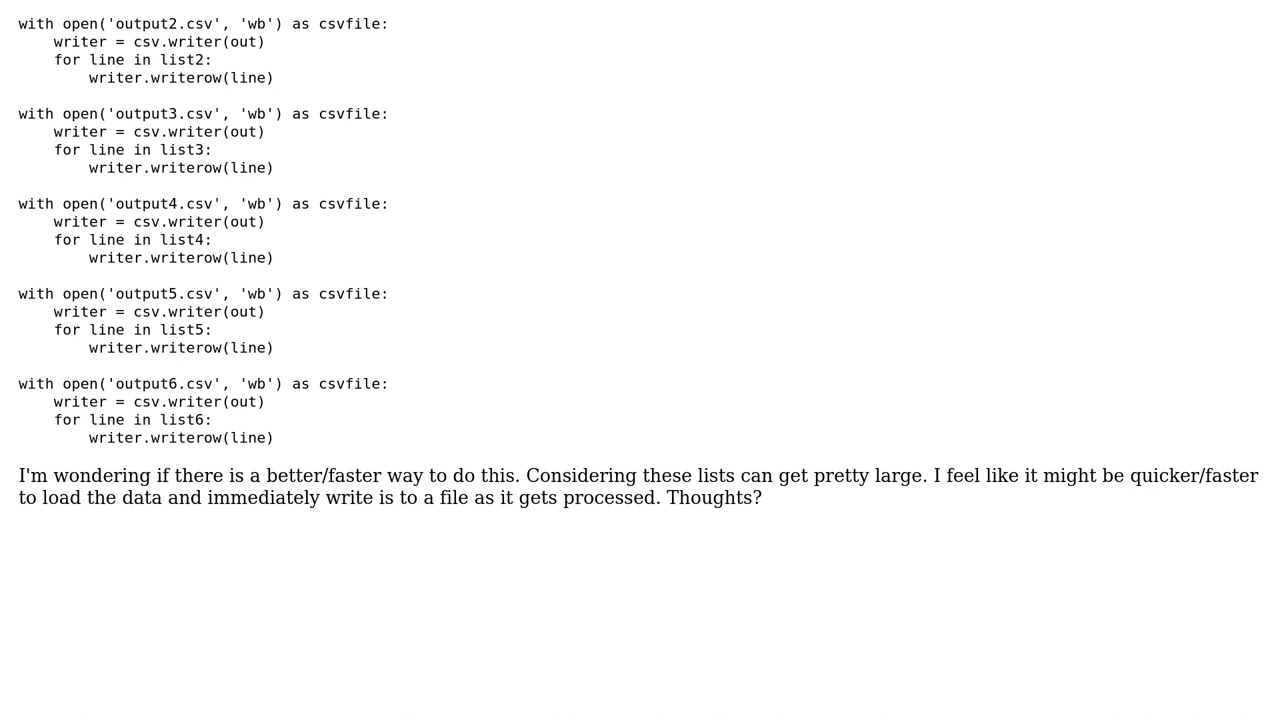 with open('output2.csv', 'wb') as csvfile:
    writer = csv.writer(out)
    for line in list2:
        writer.writerow(line)

with open('output3.csv', 'wb') as csvfile:
    writer = csv.writer(out)
    for line in list3:
        writer.writerow(line)

with open('output4.csv', 'wb') as csvfile:
    writer = csv.writer(out)
    for line in list4:
        writer.writerow(line)

with open('output5.csv', 'wb') as csvfile:
    writer = csv.writer(out)
    for line in list5:
        writer.writerow(line)

with open('output6.csv', 'wb') as csvfile:
    writer = csv.writer(out)
    for line in list6:
        writer.writerow(line)

I'm wondering if there is a better/faster way to do this. Considering these lists can get pretty large. I feel like it might be quicker/faster
to load the data and immediately write is to a file as it gets processed. Thoughts?